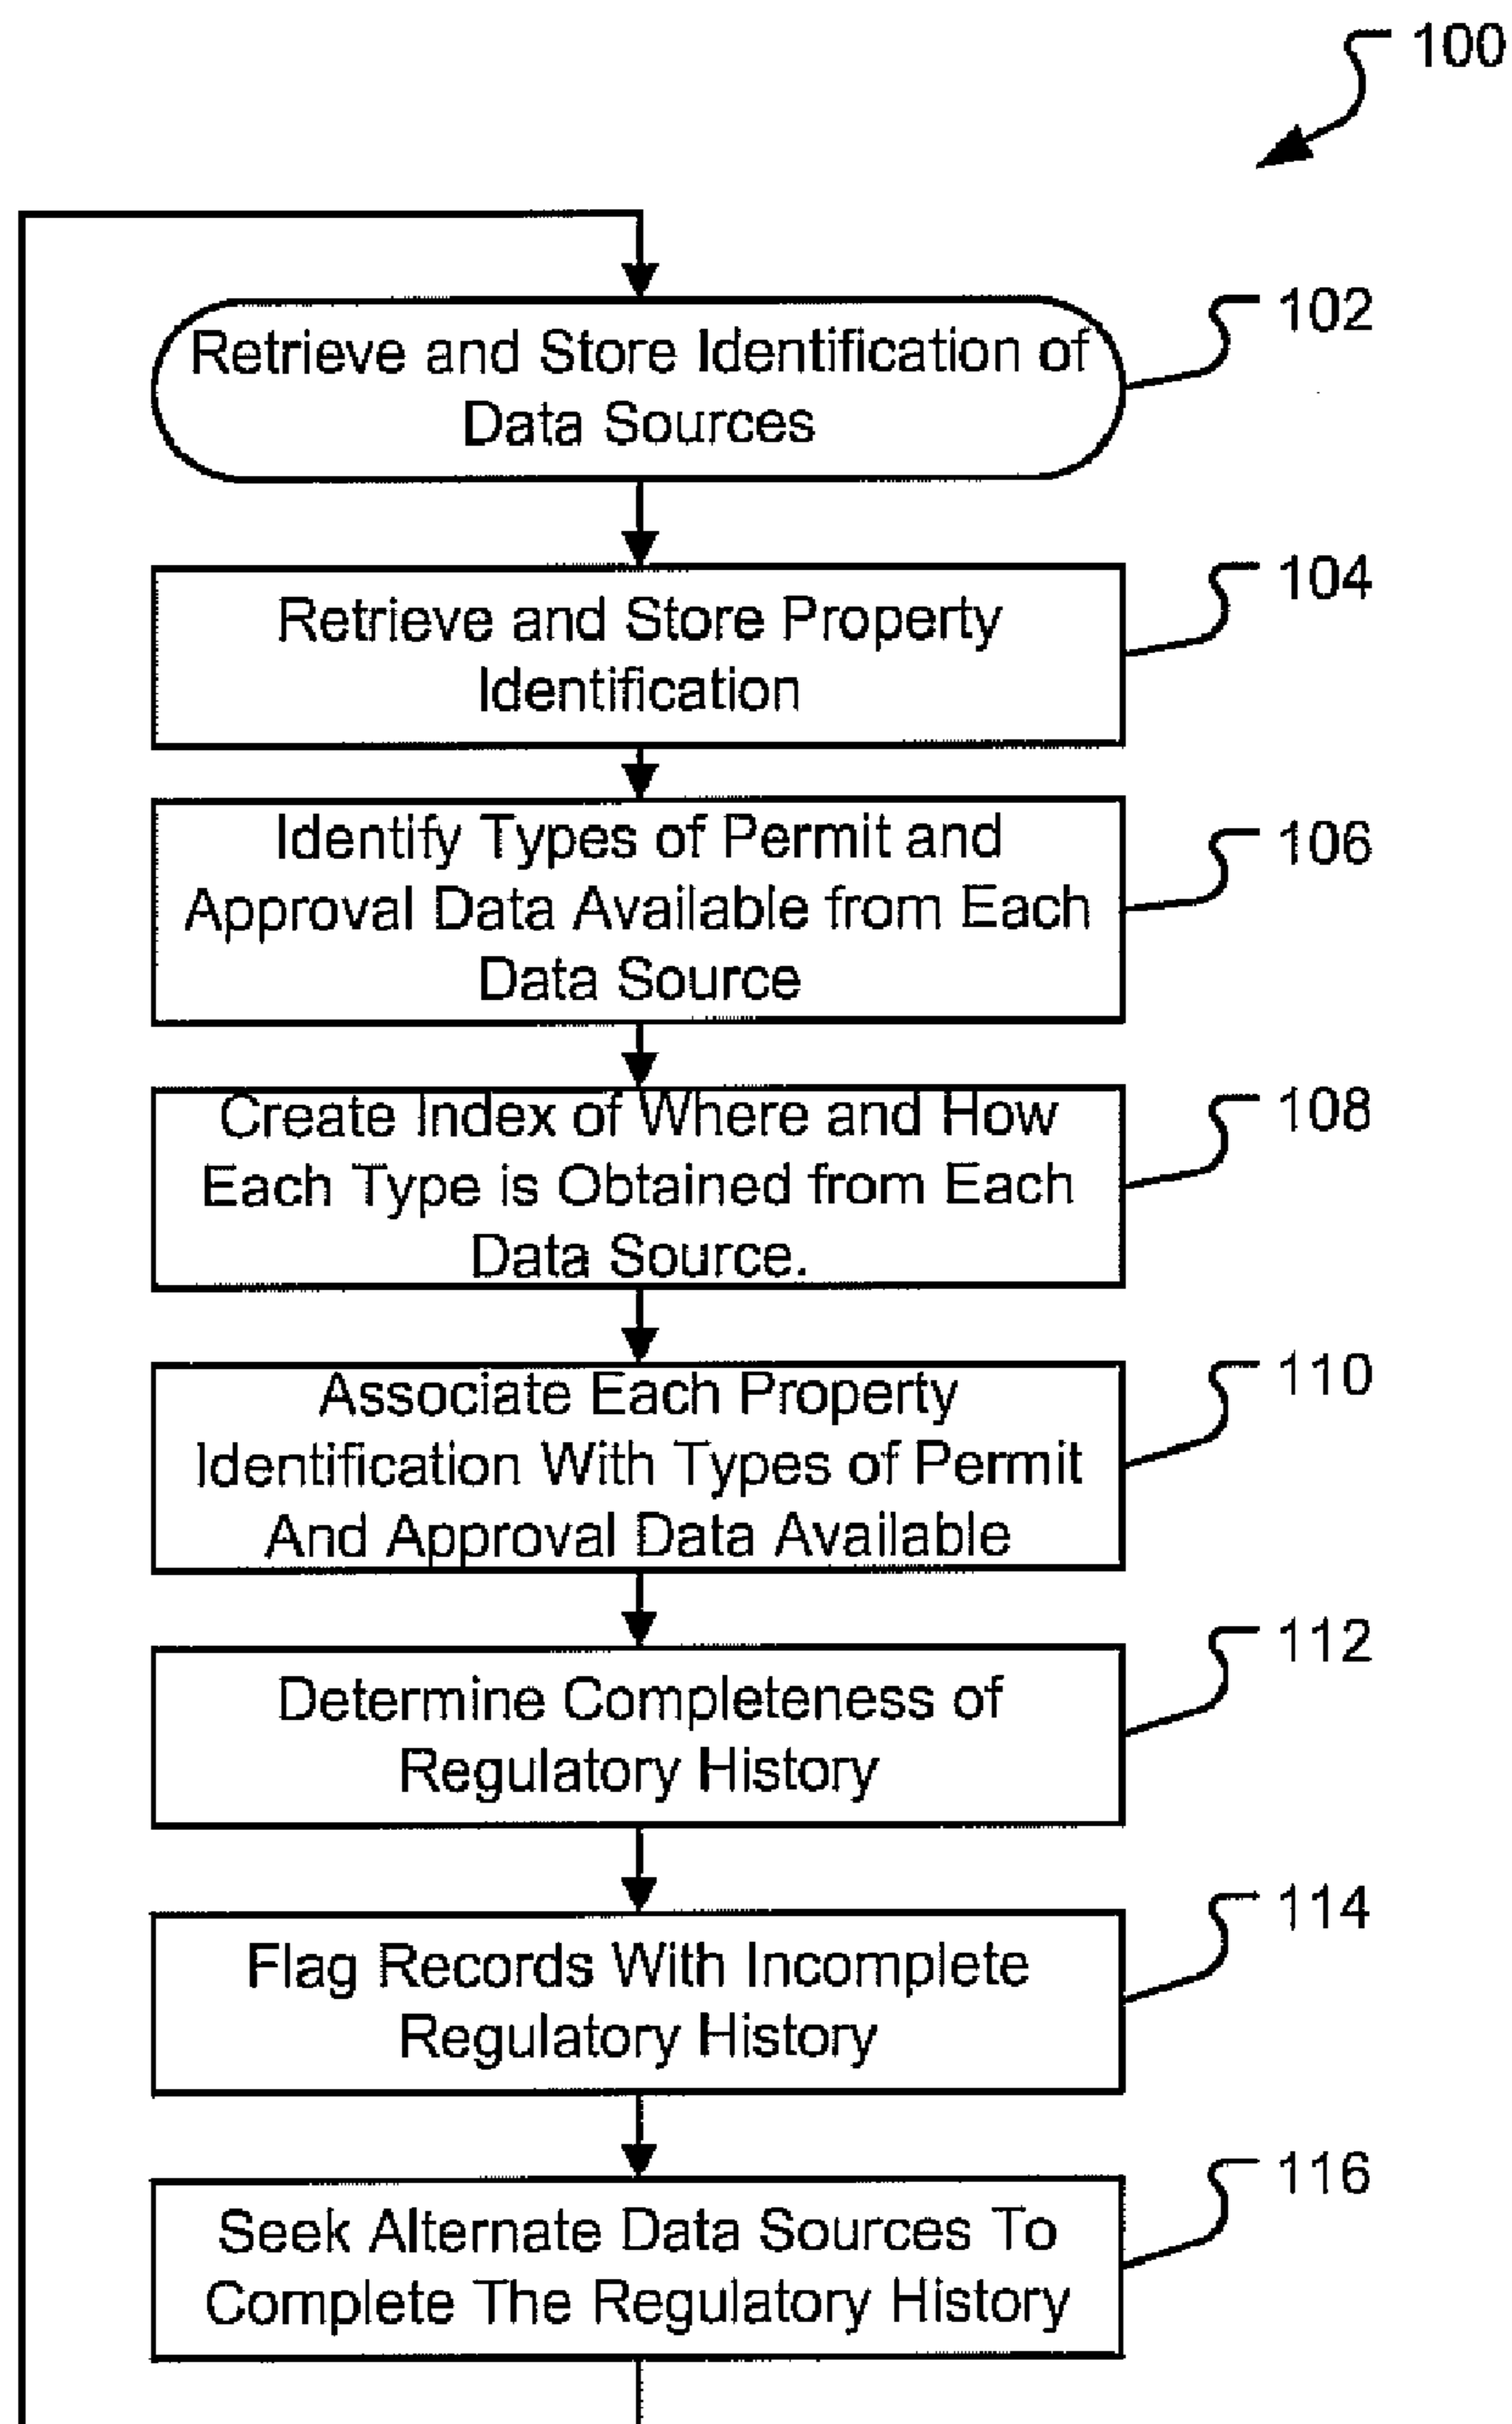 100
Retrieve and Store Identification of
Data Sources
102
Retrieve and Store Property
Identification
104
Identify Types of Permit and
Approval Data Available from Each
Data Source
106
Create Index of Where and How
Each Type is Obtained from Each
Data Source.
108
Associate Each Property
Identification With Types of Permit
And Approval Data Available
110
Determine Completeness of
Regulatory History
112
Flag Records With Incomplete
Regulatory History
114
Seek Alternate Data Sources To
Complete The Regulatory History
116